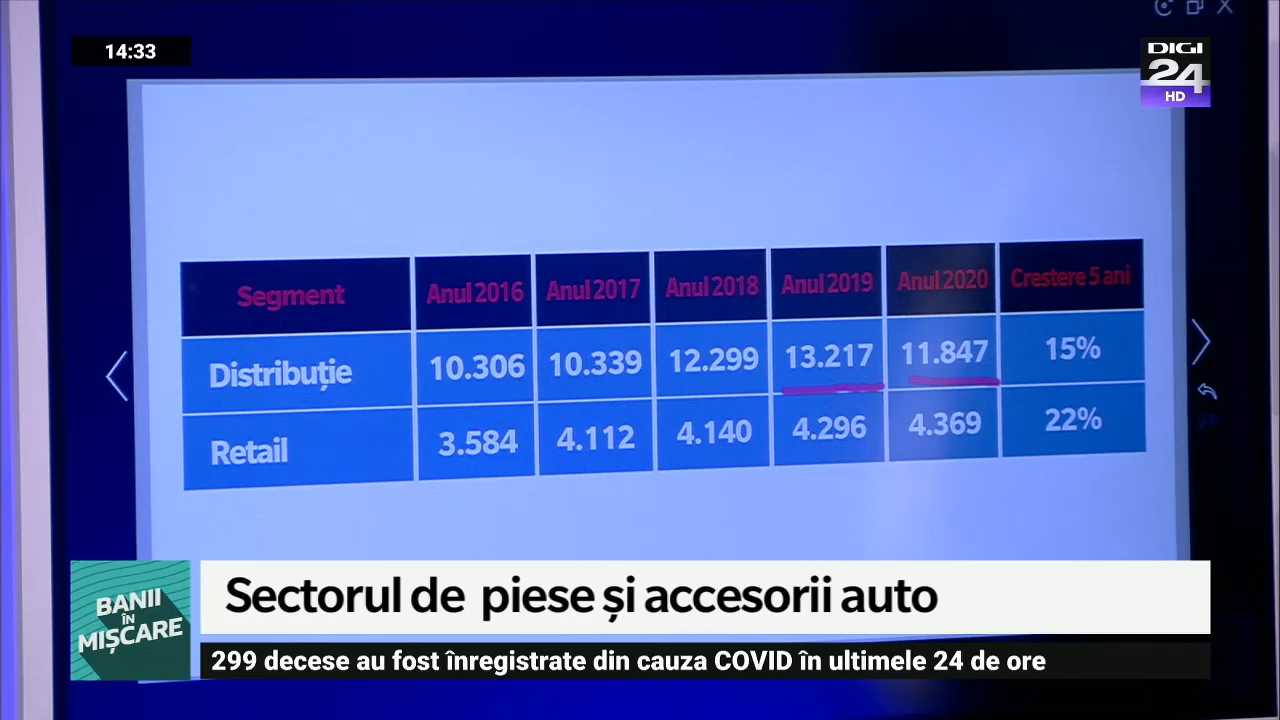 14:33
DIGI
24
HD
Segment Anul 2016 Anul 2017 Anul 2018 Anul 2019 Anul 2020 Crestere 5 ani
Distribuție 10.306 10.339 12.299 13.217 11.847 15%
Retail 3.584 4.112 4.140 4.296 4.369 22%
BANII
ÎN
MIȘCARE
Sectorul de piese și accesorii auto
299 decese au fost înregistrate din cauza COVID în ultimele 24 de ore